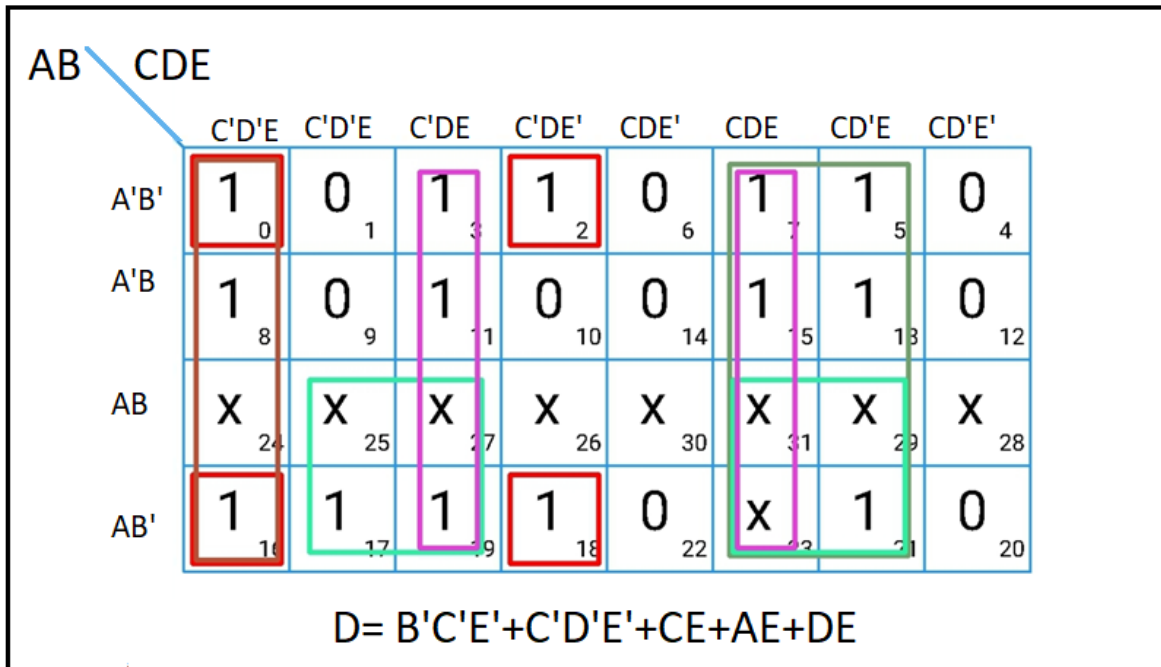 AB CDE
C'D'E C'D'E C'DE C'DE' CDE' CDE CD'E CD'E'
A'B' 1 0 1 1 0 1 1 0
0 1 3 2 6 7 5 4
A'B 1 0 1 0 0 1 1 0
8 9 11 10 14 15 13 12
AB x x x x x x x x
24 25 27 26 30 31 29 28
AB' 1 1 1 1 0 x 1 0
16 17 19 18 22 23 21 20
D= B'C'E'+C'D'E'+CE+AE+DE